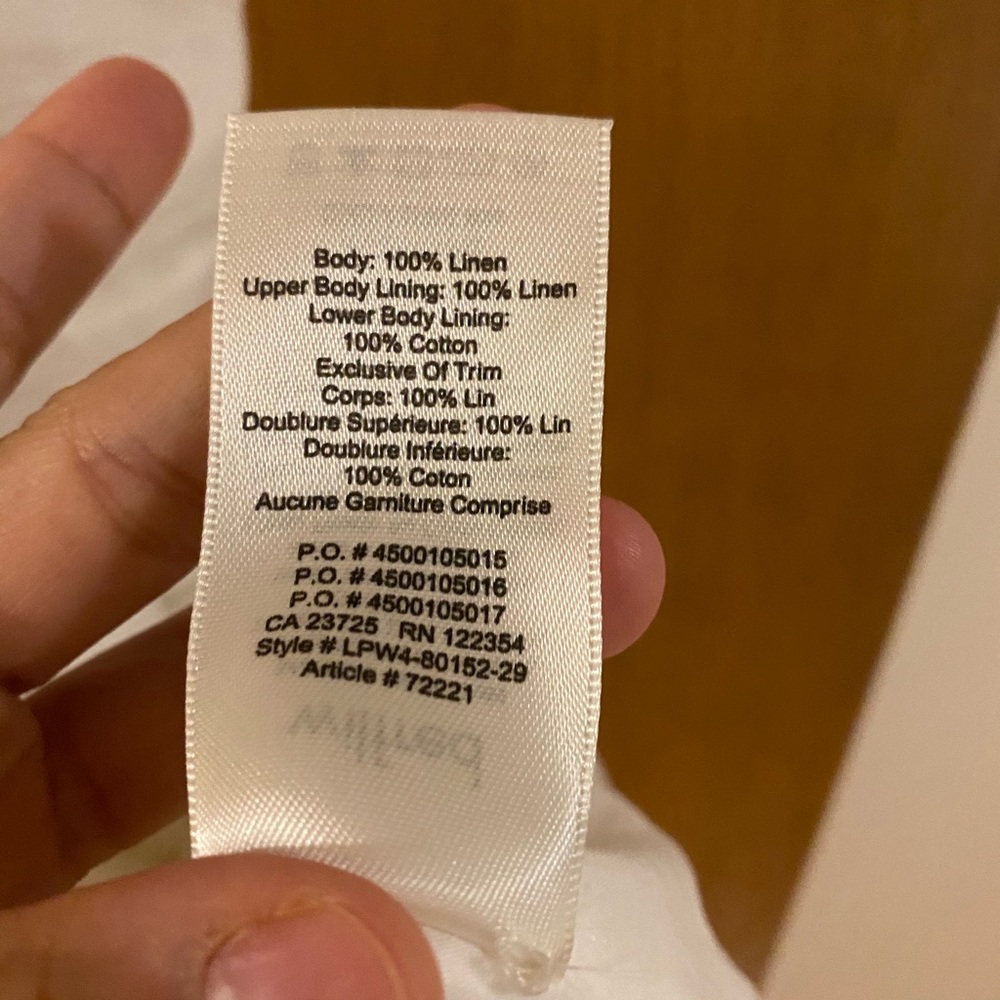 Body: 100% Linen
Upper Body Lining: 100% Linen
Lower Body Lining:
100% Cotton
Exclusive Of Trim
Corps: 100% Lin
Doublure Supérieure: 100% Lin
Doublure Inférieure:
100% Coton
Aucune Garniture Comprise
P.O. # 4500105015
P.O. # 4500105016
P.O. # 4500105017
CA 23725 RN 122354
Style # LPW4-80152-29
Article # 72221
wilfred